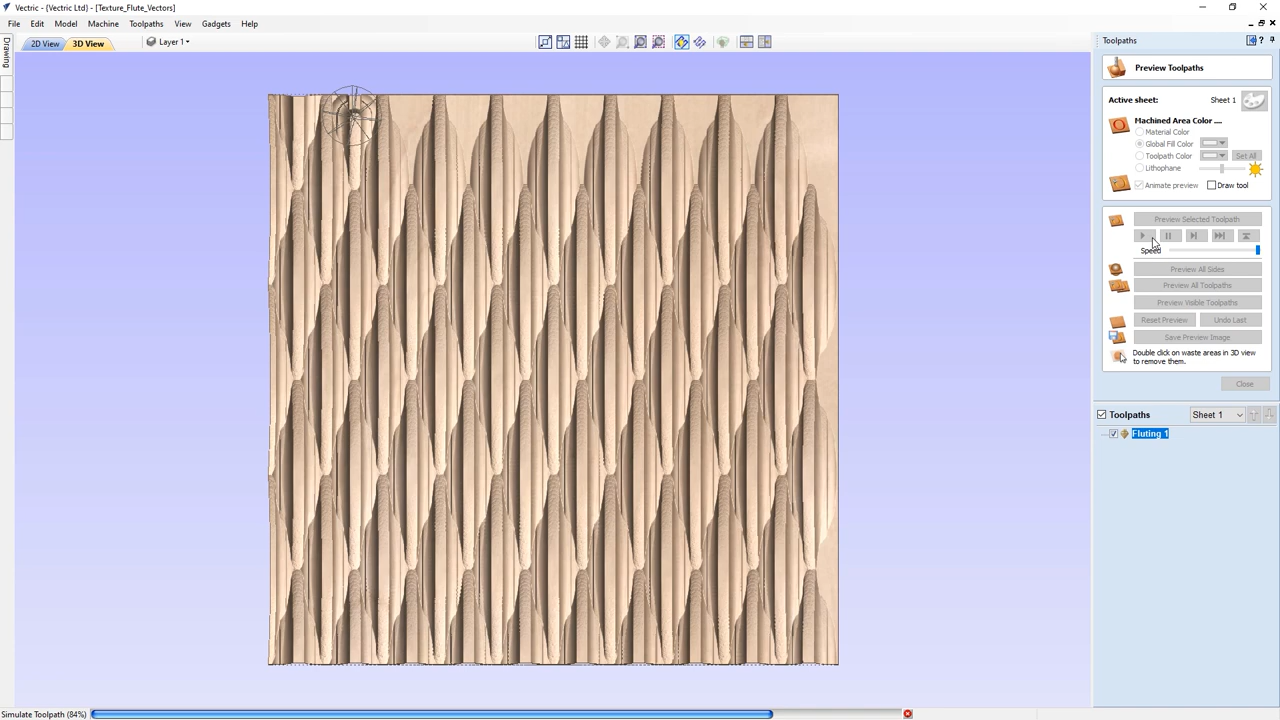 Vectric - {Vectric Ltd} - [Texture_Flute_Vectors]
File Edit Model Machine Toolpaths View Gadgets Help
2D View 3D View Layer 1
Drawing
Toolpaths
Preview Toolpaths
Active sheet: Sheet 1
Machined Area Color ....
Material Color
Global Fill Color
Toolpath Color Set All
Lithophane
Animate preview Draw tool
Preview Selected Toolpath
Speed
Preview All Sides
Preview All Toolpaths
Preview Visible Toolpaths
Reset Preview Undo Last
Save Preview Image
Double click on waste areas in 3D view
to remove them.
Close
Toolpaths Sheet 1
Fluting 1
Simulate Toolpath (84%)